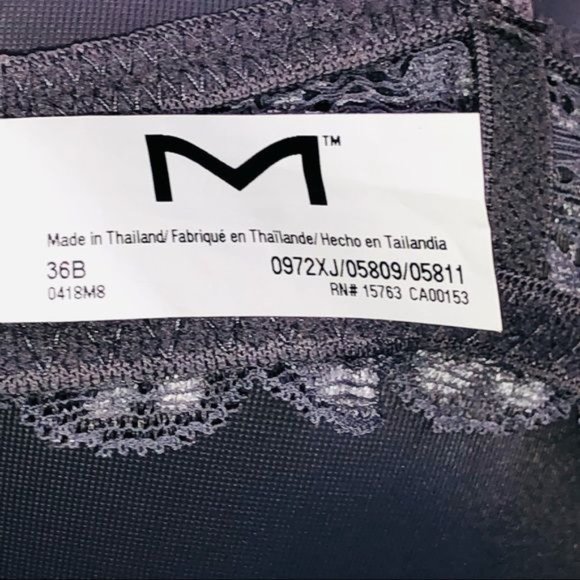 M™
Made in Thailand/ Fabriqué en Thaïlande/ Hecho en Tailandia
36B 0972XJ/05809/05811
0418M8 RN# 15763 CA00153